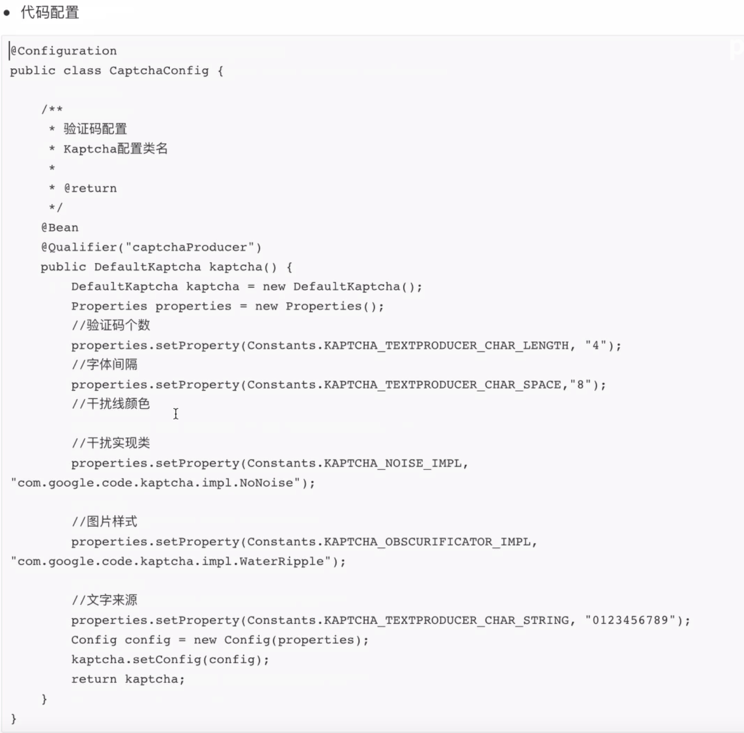 • 代码配置
@Configuration
public class CaptchaConfig {
    /**
     * 验证码配置
     * Kaptcha配置类名
     *
     * @return
     */
    @Bean
    @Qualifier("captchaProducer")
    public DefaultKaptcha kaptcha() {
        DefaultKaptcha kaptcha = new DefaultKaptcha();
        Properties properties = new Properties();
        //验证码个数
        properties.setProperty(Constants.KAPTCHA_TEXTPRODUCER_CHAR_LENGTH, "4");
        //字体间隔
        properties.setProperty(Constants.KAPTCHA_TEXTPRODUCER_CHAR_SPACE,"8");
        //干扰线颜色
        //干扰实现类
        properties.setProperty(Constants.KAPTCHA_NOISE_IMPL,
"com.google.code.kaptcha.impl.NoNoise");
        //图片样式
        properties.setProperty(Constants.KAPTCHA_OBSCURIFICATOR_IMPL,
"com.google.code.kaptcha.impl.WaterRipple");
        //文字来源
        properties.setProperty(Constants.KAPTCHA_TEXTPRODUCER_CHAR_STRING, "0123456789");
        Config config = new Config(properties);
        kaptcha.setConfig(config);
        return kaptcha;
    }
}